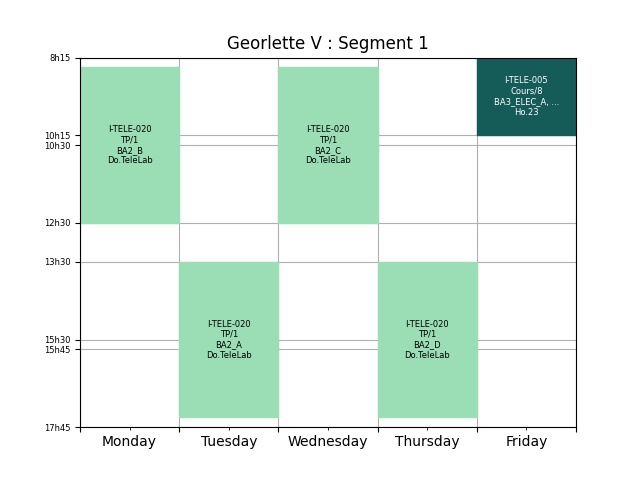 Georlette V : Segment 1
8h15
10h15
10h30
12h30
13h30
15h30
15h45
17h45
I-TELE-020
TP/1
BA2_B
Do.TeleLab
I-TELE-020
TP/1
BA2_A
Do.TeleLab
I-TELE-020
TP/1
BA2_C
Do.TeleLab
I-TELE-020
TP/1
BA2_D
Do.TeleLab
I-TELE-005
Cours/8
BA3_ELEC_A, ...
Ho.23
Monday
Tuesday
Wednesday
Thursday
Friday